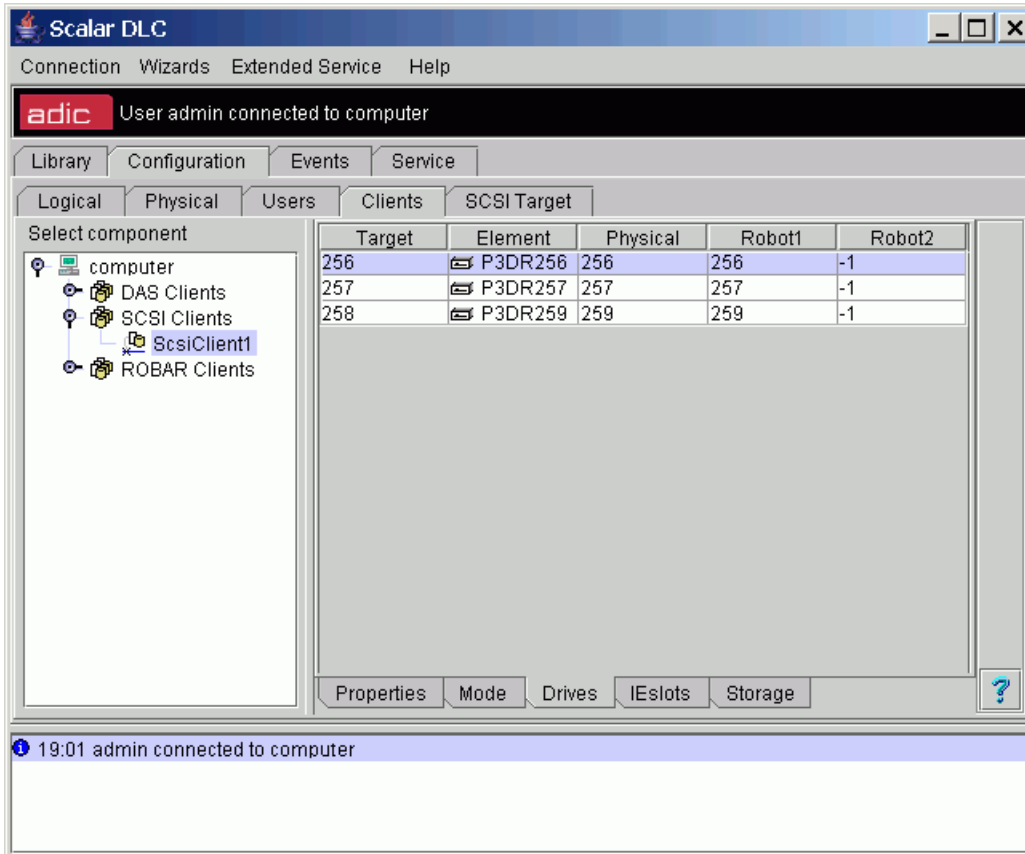 Scalar DLC
Connection Wizards Extended Service Help
adic User admin connected to computer
Library Configuration Events Service
Logical Physical Users Clients SCSI Target
Select component
computer
DAS Clients
SCSI Clients
ScsiClient1
ROBAR Clients
Target Element Physical Robot1 Robot2
256 P3DR256 256 256 -1
257 P3DR257 257 257 -1
258 P3DR259 259 259 -1
Properties Mode Drives IEslots Storage
19:01 admin connected to computer